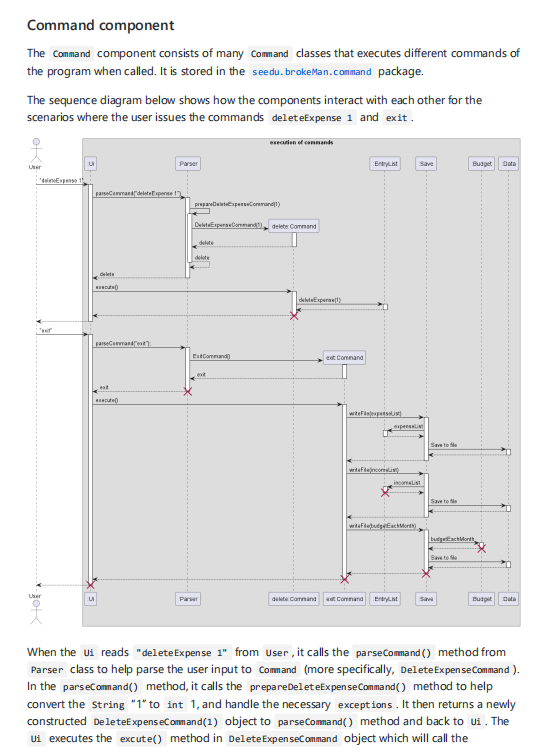 Command component
The Command component consists of many Command classes that executes different commands of
the program when called. It is stored in the seedu.brokeMan.command package.
The sequence diagram below shows how the components interact with each other for the
scenarios where the user issues the commands deleteExpense 1 and exit .
execution of commands
User
:Ui
:Parser
:EntryList
:Save
:Budget
:Data
"deleteExpense 1"
parseCommand("deleteExpense 1")
prepareDeleteExpenseCommand(1)
DeleteExpenseCommand(1)
delete:Command
delete
delete
delete
execute()
deleteExpense(1)
"exit"
parseCommand("exit");
ExitCommand()
exit:Command
exit
exit
execute()
writeFile(expenseList)
expenseList
Save to file
writeFile(incomeList)
incomeList
Save to file
writeFile(budgetEachMonth)
budgetEachMonth
Save to file
User
:Ui
:Parser
delete:Command
exit:Command
:EntryList
:Save
:Budget
:Data
When the Ui reads "deleteExpense 1" from User , it calls the parseCommand() method from
Parser class to help parse the user input to Command (more specifically, DeleteExpenseCommand ).
In the parseCommand() method, it calls the prepareDeleteExpenseCommand() method to help
convert the String “1” to int 1, and handle the necessary exceptions . It then returns a newly
constructed DeleteExpenseCommand(1) object to parseCommand() method and back to Ui . The
Ui executes the excute() method in DeleteExpenseCommand object which will call the